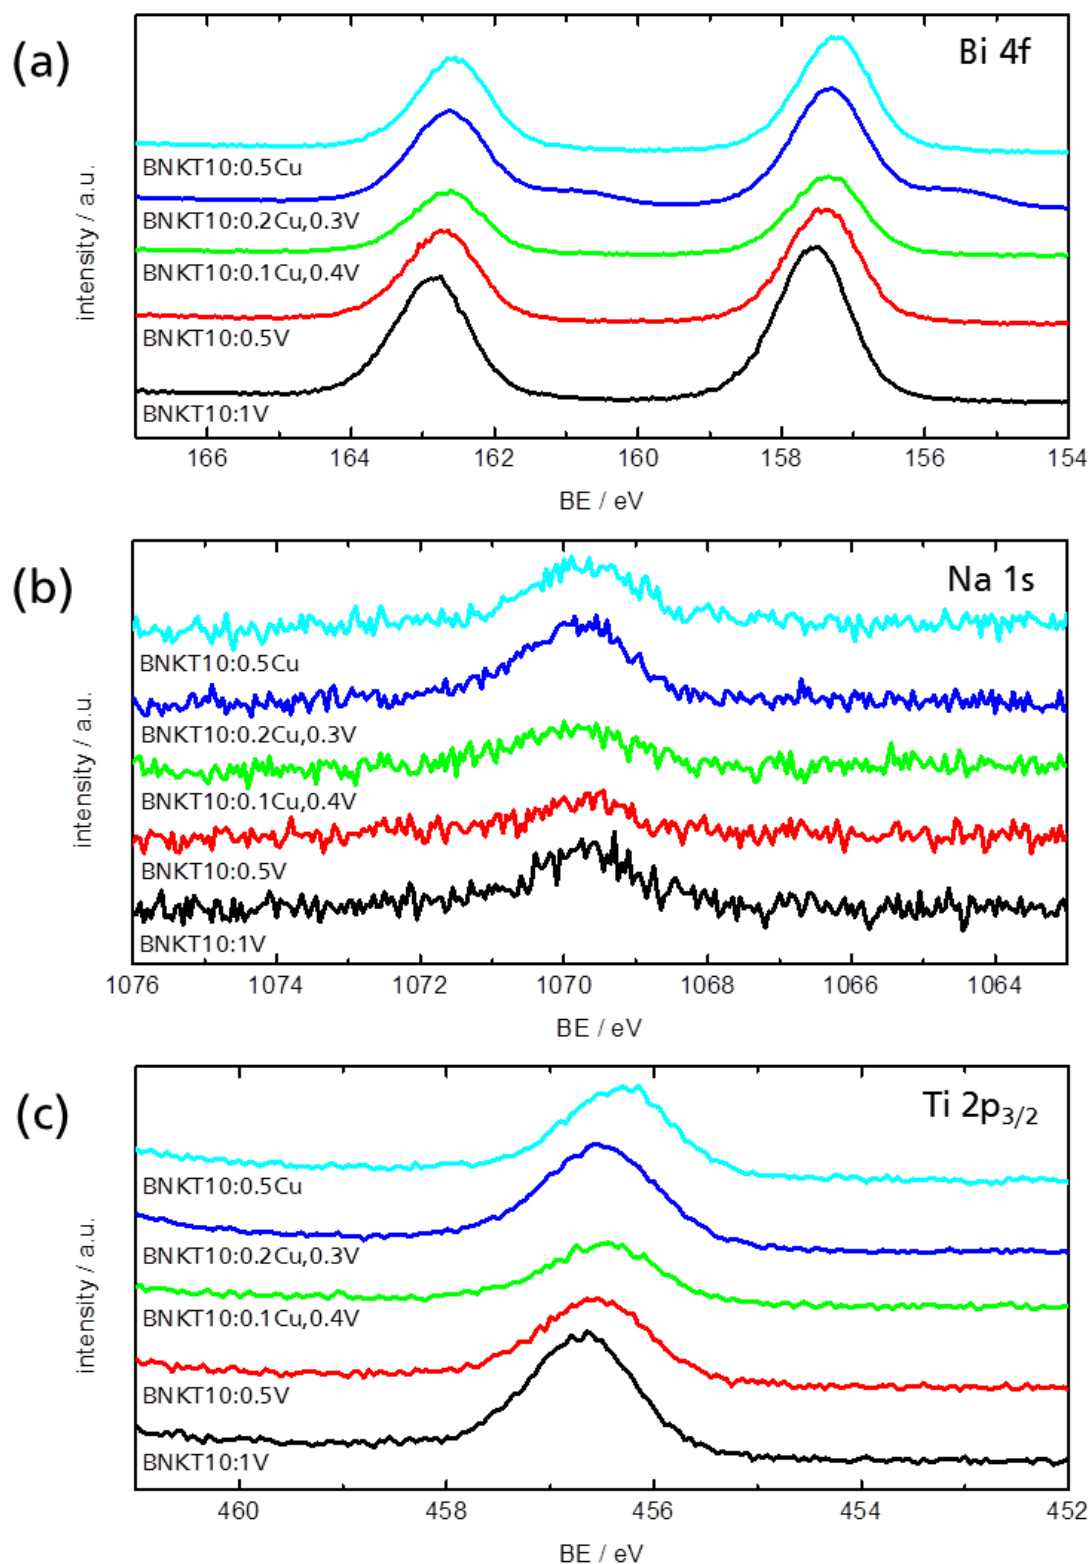 (a)
Bi 4f
intensity / a.u.
BNKT10:0.5Cu
BNKT10:0.2Cu,0.3V
BNKT10:0.1Cu,0.4V
BNKT10:0.5V
BNKT10:1V
166 164 162 160 158 156 154
BE / eV
(b)
Na 1s
intensity / a.u.
BNKT10:0.5Cu
BNKT10:0.2Cu,0.3V
BNKT10:0.1Cu,0.4V
BNKT10:0.5V
BNKT10:1V
1076 1074 1072 1070 1068 1066 1064
BE / eV
(c)
Ti 2p3/2
intensity / a.u.
BNKT10:0.5Cu
BNKT10:0.2Cu,0.3V
BNKT10:0.1Cu,0.4V
BNKT10:0.5V
BNKT10:1V
460 458 456 454 452
BE / eV